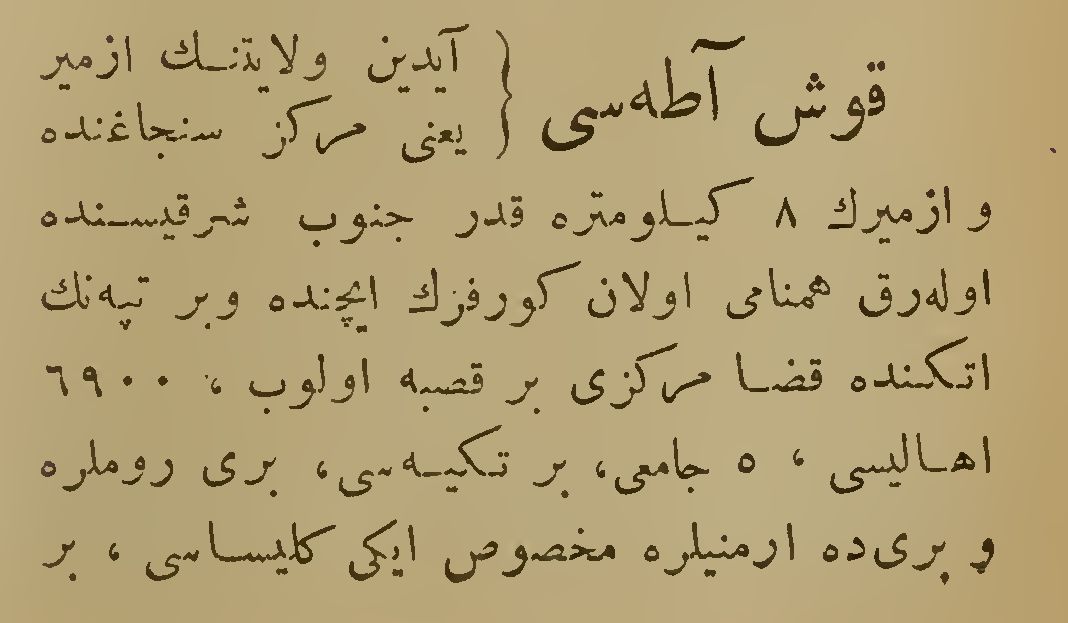 قوش آطه‌سی { آیدین ولایتنك ازمیر
یعنی مركز سنجاغنده
و ازمیرك ٨ كیلومتره قدر جنوب شرقیسنده
اوله‌رق همنامی اولان كورفزك ایچنده وبر تپه‌نك
اتكنده قضا مركزی بر قصبه اولوب ، ٦٩٠٠
اهالیسی ، ٥ جامعی، بر تكیه‌سی، بری روملره
و بری‌ده ارمنیلره مخصوص ایكی كلیساسی ، بر